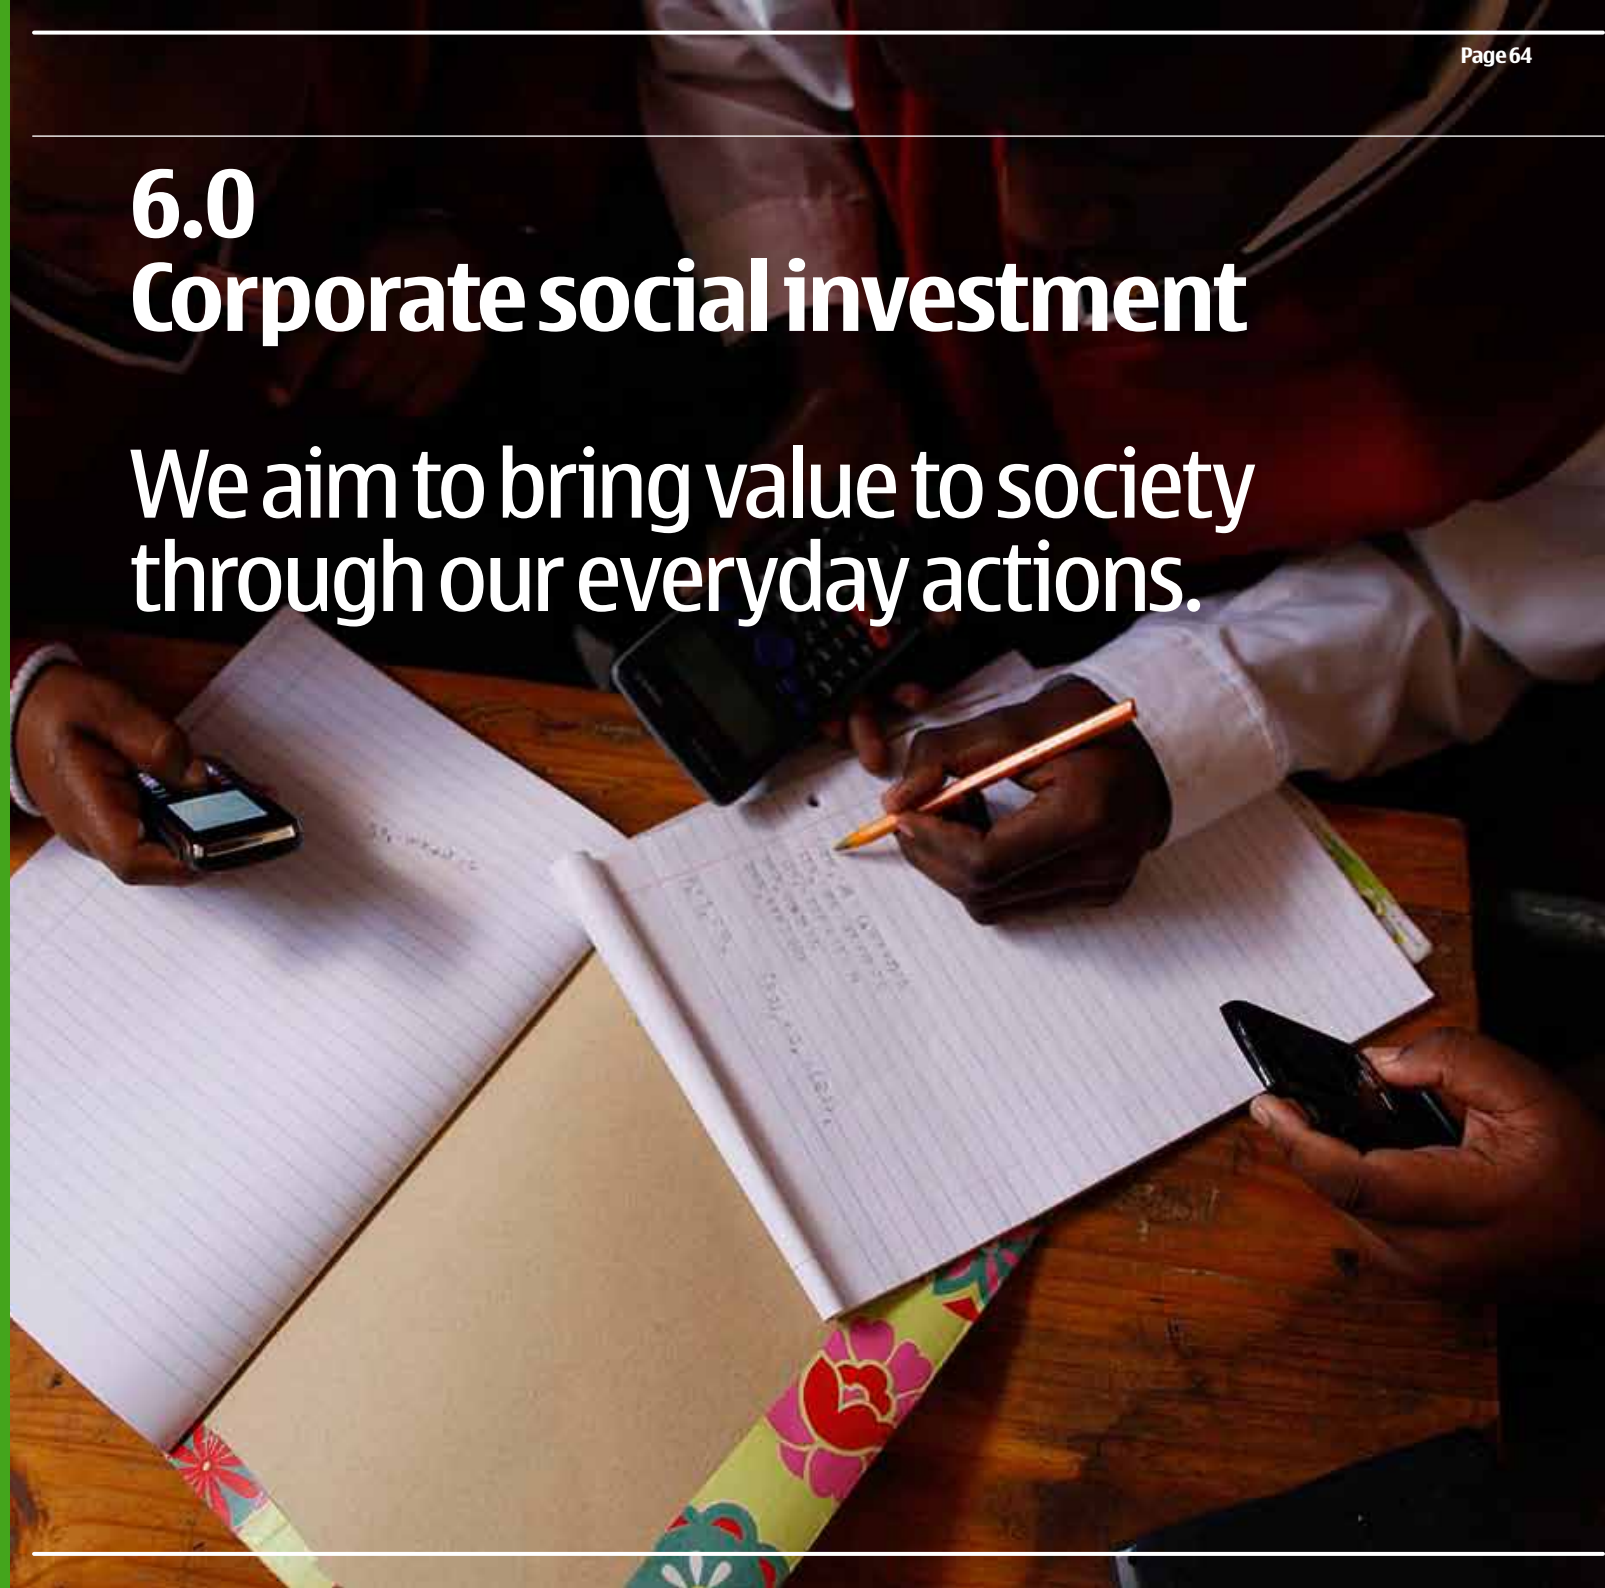 Page 64
6.0
Corporate social investment
We aim to bring value to society
through our everyday actions.